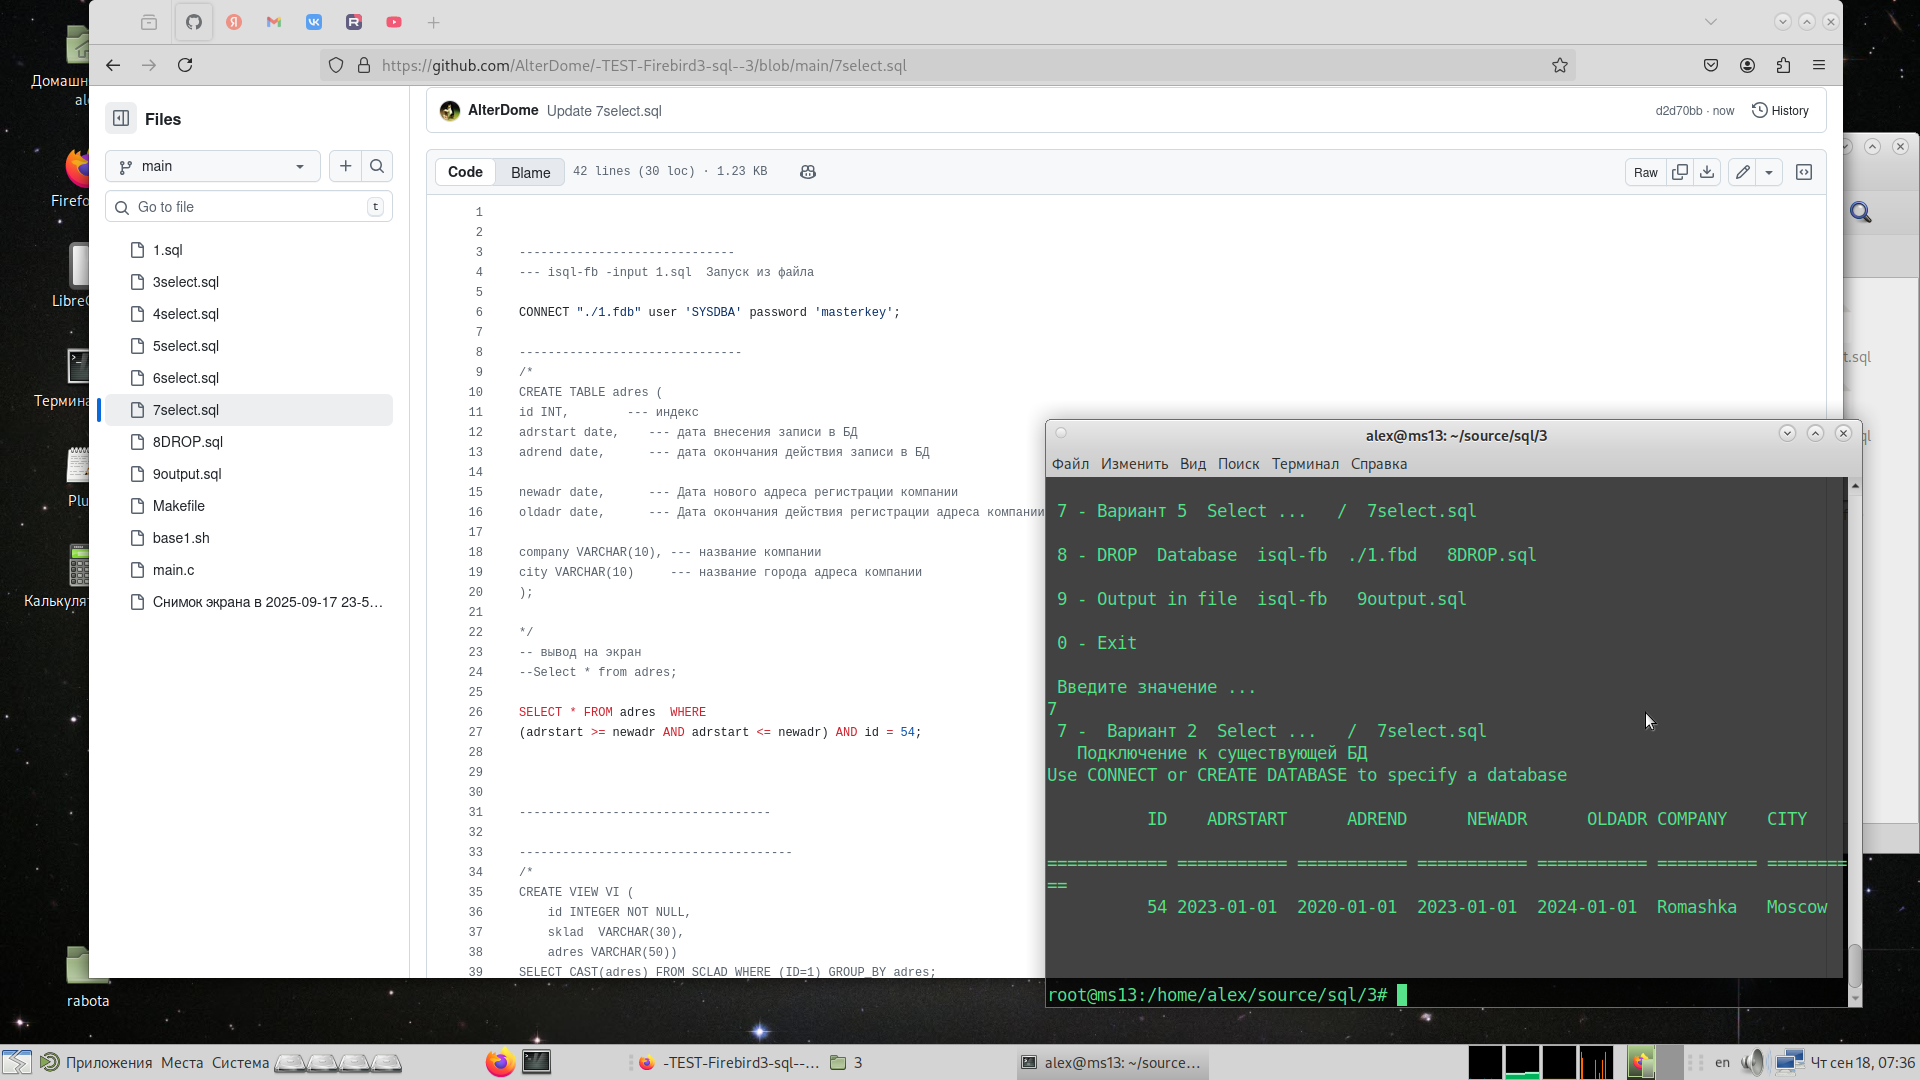 https://github.com/AlterDome/-TEST-Firebird3-sql--3/blob/main/7select.sql
Files
main
Go to file
t
1.sql
3select.sql
4select.sql
5select.sql
6select.sql
7select.sql
8DROP.sql
9output.sql
Makefile
base1.sh
main.c
Снимок экрана в 2025-09-17 23-5...
AlterDome Update 7select.sql
d2d70bb · now
History
Code Blame 42 lines (30 loc) · 1.23 KB
Raw
1
2
3 ------------------------------
4 --- isql-fb -input 1.sql  Запуск из файла
5
6 CONNECT "./1.fdb" user 'SYSDBA' password 'masterkey';
7
8 -------------------------------
9 /*
10 CREATE TABLE adres (
11 id INT,        --- индекс
12 adrstart date,    --- дата внесения записи в БД
13 adrend date,      --- дата окончания действия записи в БД
14
15 newadr date,      --- Дата нового адреса регистрации компании
16 oldadr date,      --- Дата окончания действия регистрации адреса компании
17
18 company VARCHAR(10), --- название компании
19 city VARCHAR(10)     --- название города адреса компании
20 );
21
22 */
23 -- вывод на экран
24 --Select * from adres;
25
26 SELECT * FROM adres  WHERE
27 (adrstart >= newadr AND adrstart <= newadr) AND id = 54;
28
29
30
31 -----------------------------------
32
33 --------------------------------------
34 /*
35 CREATE VIEW VI (
36     id INTEGER NOT NULL,
37     sklad  VARCHAR(30),
38     adres VARCHAR(50))
39 SELECT CAST(adres) FROM SCLAD WHERE (ID=1) GROUP_BY adres;
alex@ms13: ~/source/sql/3
Файл Изменить Вид Поиск Терминал Справка
7 - Вариант 5  Select ...   /  7select.sql
8 - DROP  Database  isql-fb  ./1.fbd   8DROP.sql
9 - Output in file  isql-fb   9output.sql
0 - Exit
Введите значение ...
7
7 -  Вариант 2  Select ...   /  7select.sql
Подключение к существующей БД
Use CONNECT or CREATE DATABASE to specify a database
ID    ADRSTART      ADREND      NEWADR      OLDADR COMPANY    CITY
============ =========== =========== =========== =========== ========== ========
==
54 2023-01-01  2020-01-01  2023-01-01  2024-01-01  Romashka   Moscow
root@ms13:/home/alex/source/sql/3#
rabota
Приложения Места Система
-TEST-Firebird3-sql--...
3
alex@ms13: ~/source...
en
Чт сен 18, 07:36